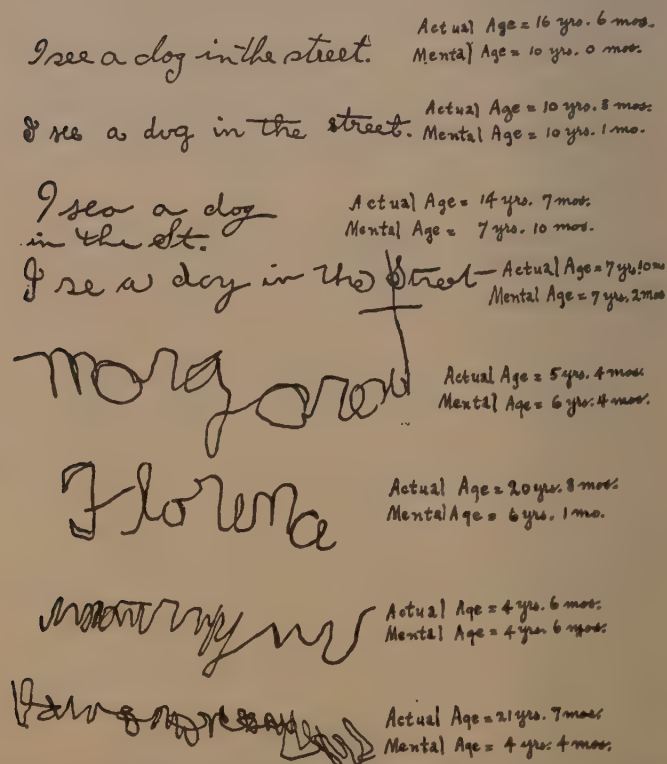 I see a dog in the street.
Actual Age = 16 yrs. 6 mos.
Mental Age = 10 yrs. 0 mos.
I see a dog in the street.
Actual Age = 10 yrs. 8 mos.
Mental Age = 10 yrs. 1 mo.
I sea a dog
in the St.
Actual Age = 14 yrs. 7 mos.
Mental Age = 7 yrs. 10 mos.
I se a dog in the Street
Actual Age = 7 yrs. 0 mo
Mental Age = 7 yrs. 2 mos
Margaret
Actual Age = 5 yrs. 4 mos.
Mental Age = 6 yrs. 4 mos.
Florena
Actual Age = 20 yrs. 8 mos.
Mental Age = 6 yrs. 1 mo.
Actual Age = 4 yrs. 6 mos.
Mental Age = 4 yrs. 6 mos.
Actual Age = 21 yrs. 7 mos.
Mental Age = 4 yrs. 4 mos.